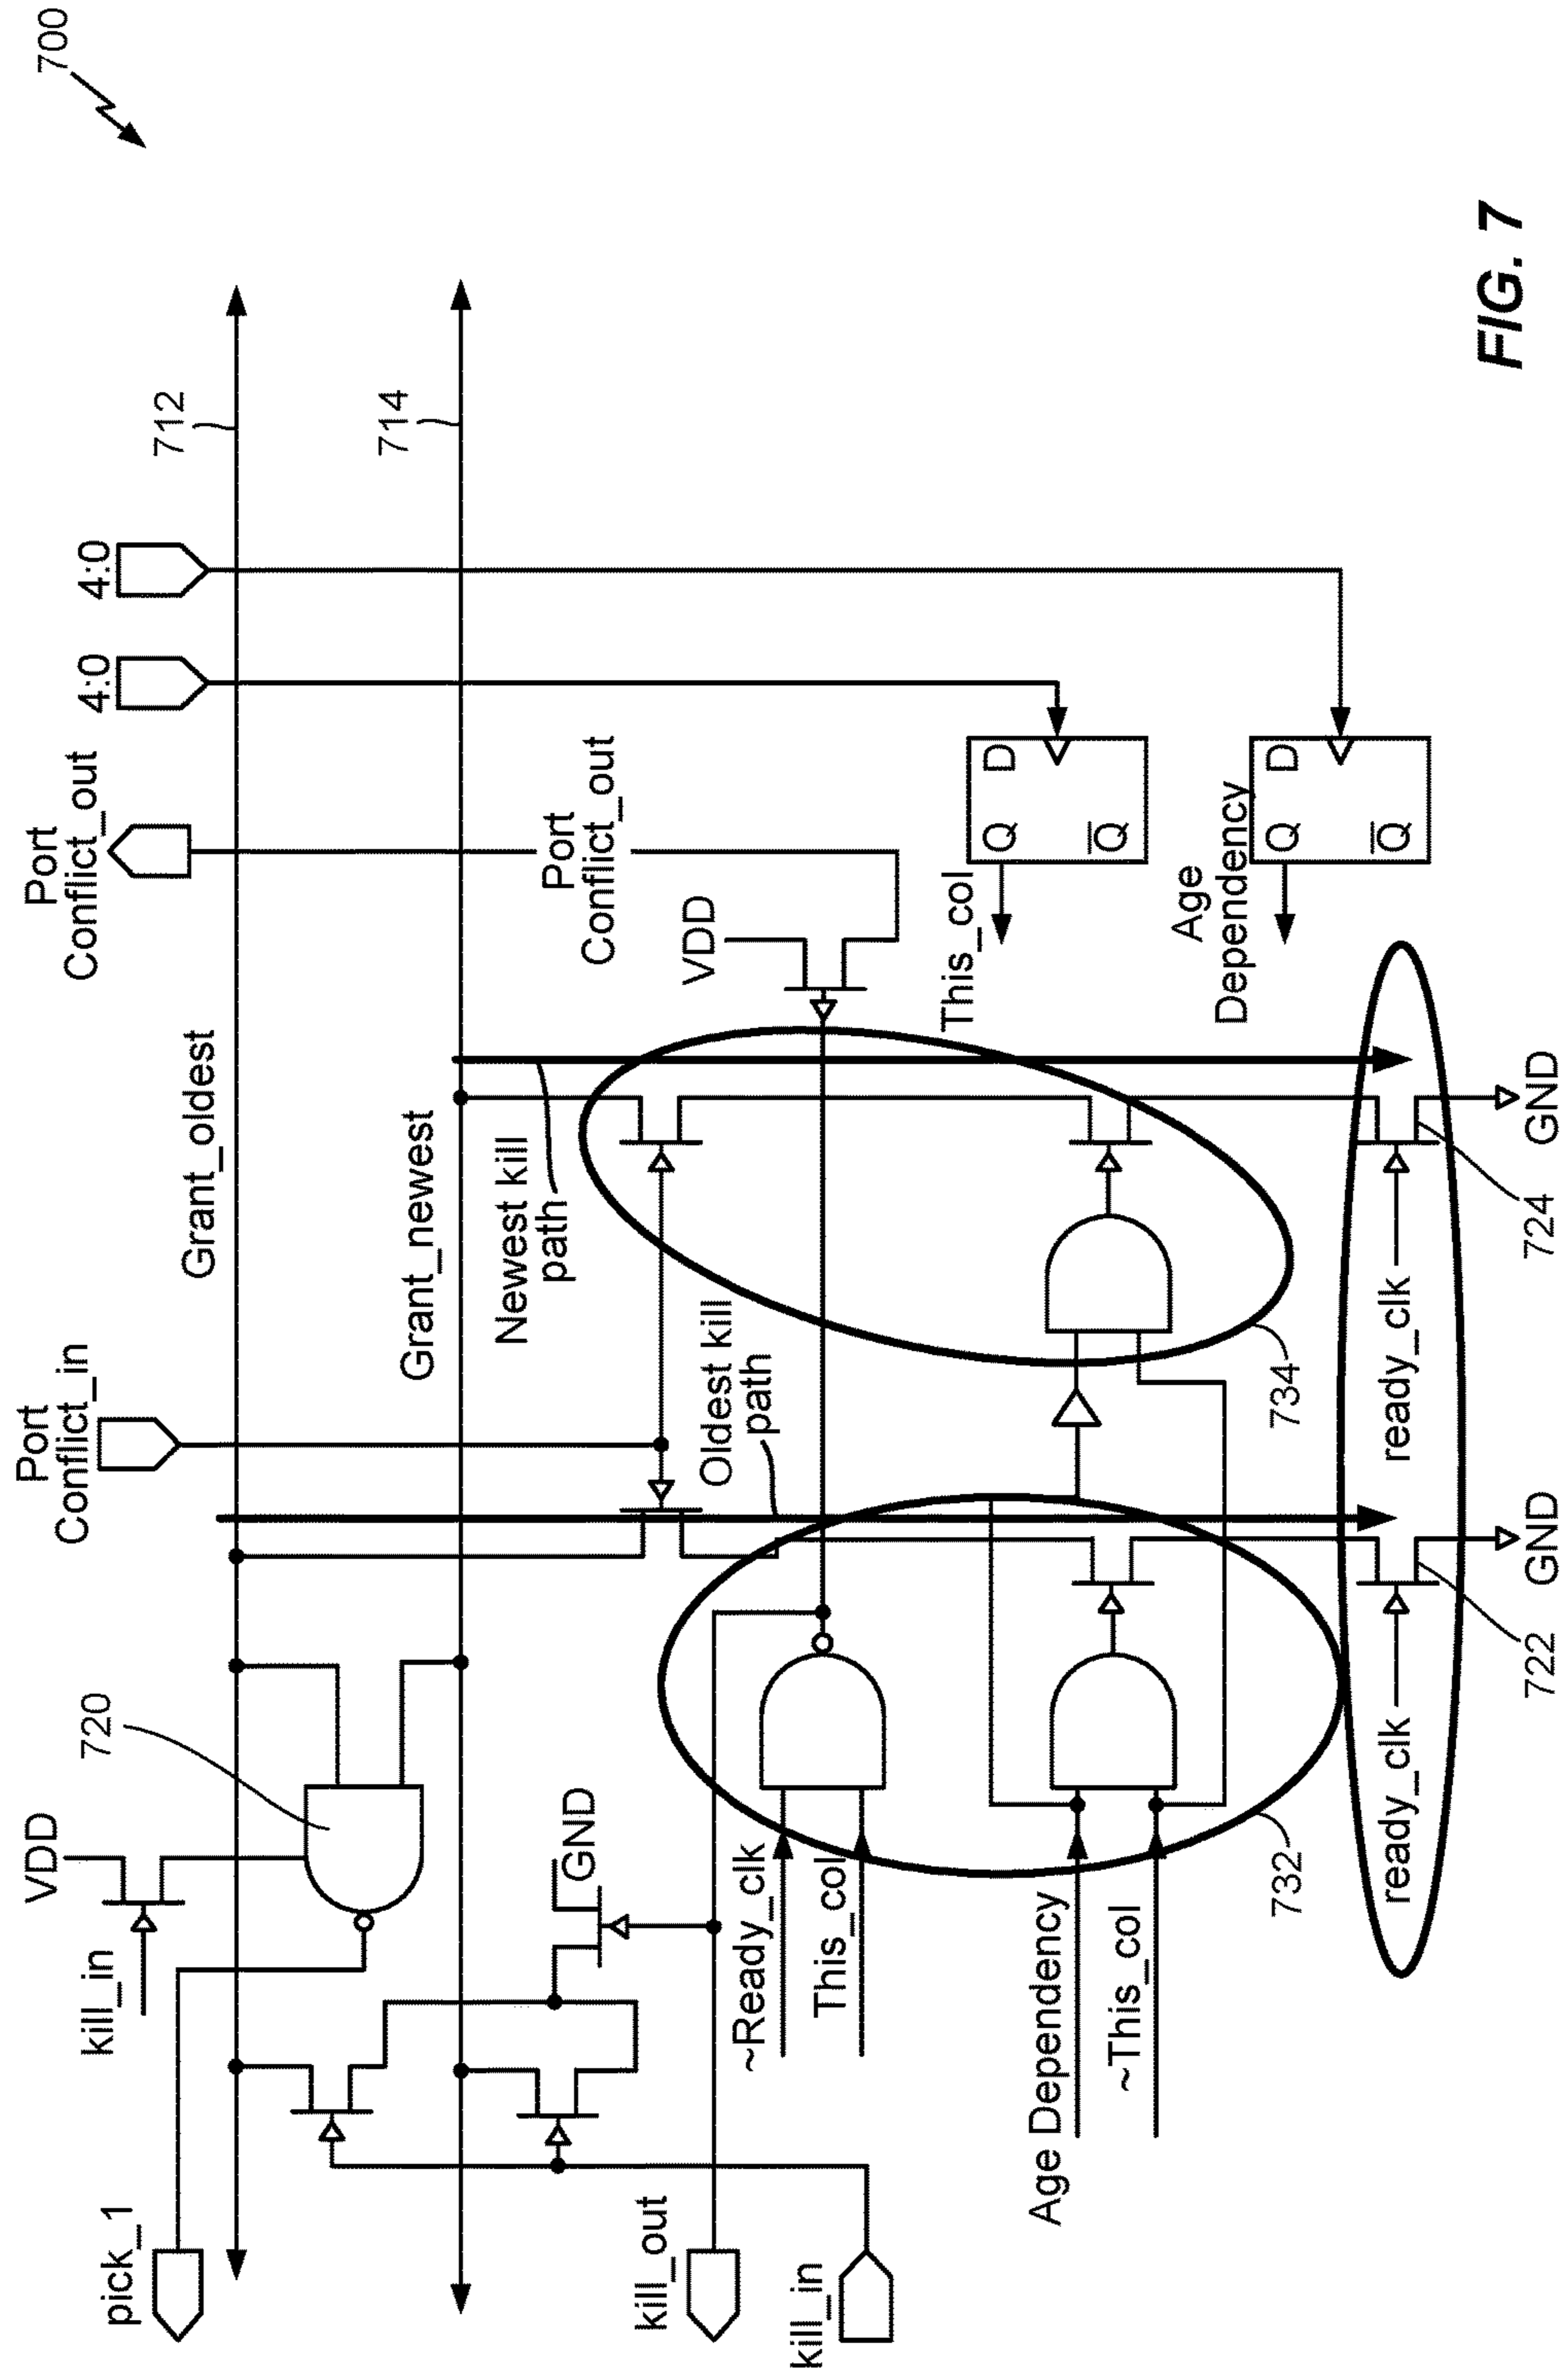 700
712
714
4:0
4:0
Port
Conflict_out
Port
Conflict_out
Grant_oldest
Grant_newest
Port
Conflict_in
Newest kill
path
Oldest kill
path
VDD
720
kill_in
VDD
GND
pick_1
kill_out
kill_in
~Ready_clk
This_col
Age Dependency
~This_col
732
734
This_col
Q
D
Q
Age
Dependency
Q
D
Q
ready_clk
722
GND
ready_clk
724
GND
FIG. 7